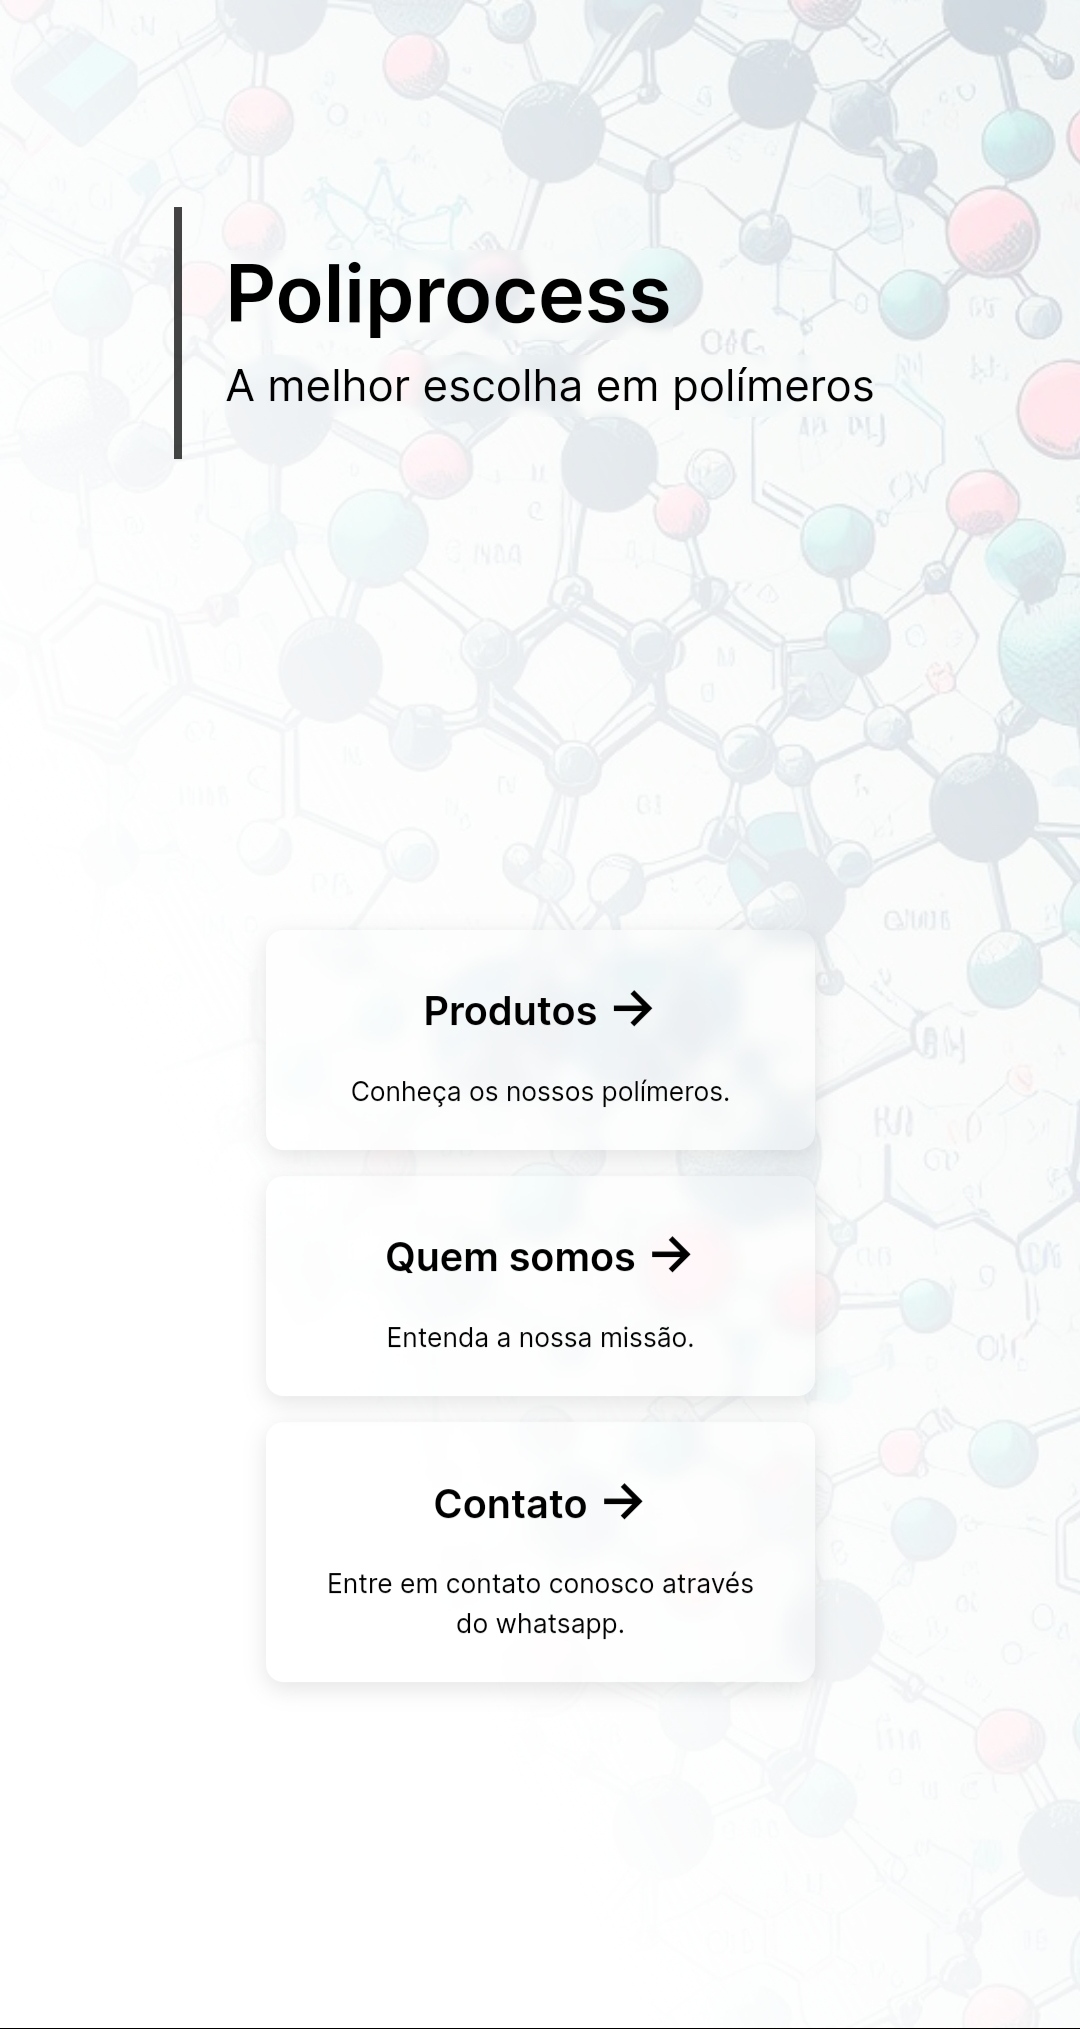 Poliprocess
A melhor escolha em polímeros
Produtos →
Conheça os nossos polímeros.
Quem somos →
Entenda a nossa missão.
Contato →
Entre em contato conosco através
do whatsapp.